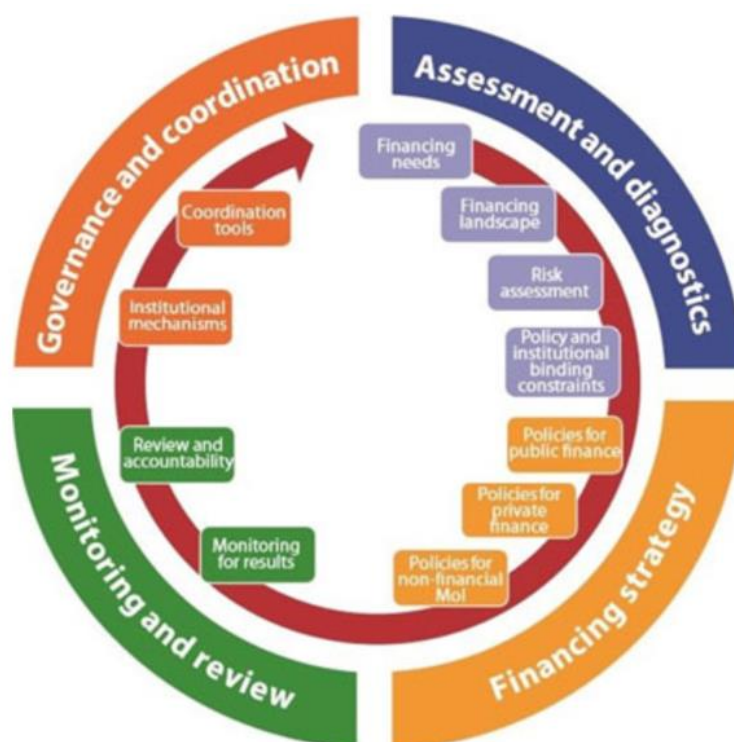 Governance and coordination
Assessment and diagnostics
Financing
needs
Financing
landscape
Risk
assessment
Policy and
institutional
binding
constraints
Policies for
public finance
Policies for
private
finance
Policies for
non-financial
MoI
Financing strategy
Monitoring
for results
Review and
accountability
Monitoring and review
Institutional
mechanisms
Coordination
tools